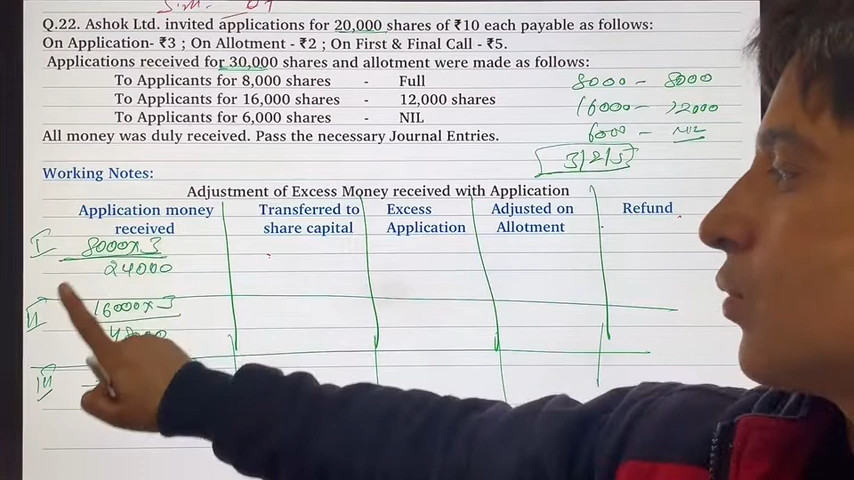 Q.22. Ashok Ltd. invited applications for 20,000 shares of ₹10 each payable as follows:
On Application- ₹3 ; On Allotment - ₹2 ; On First & Final Call - ₹5.
Applications received for 30,000 shares and allotment were made as follows:
To Applicants for 8,000 shares - Full
To Applicants for 16,000 shares - 12,000 shares
To Applicants for 6,000 shares - NIL
All money was duly received. Pass the necessary Journal Entries.
8000 - 8000
16000 - 12000
6000 - NIL
3/2/5
Working Notes:
Adjustment of Excess Money received with Application
Application money received
Transferred to share capital
Excess Application
Adjusted on Allotment
Refund
I 8000x3
24000
II 16000x3
48000
III